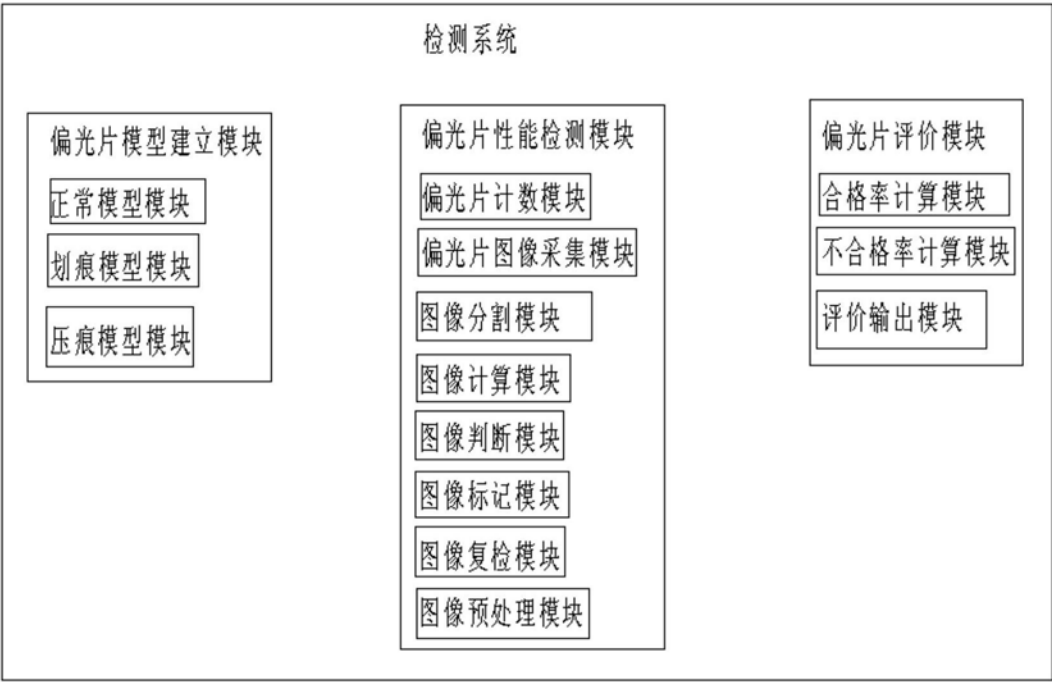 检测系统
偏光片模型建立模块
正常模型模块
划痕模型模块
压痕模型模块
偏光片性能检测模块
偏光片计数模块
偏光片图像采集模块
图像分割模块
图像计算模块
图像判断模块
图像标记模块
图像复检模块
图像预处理模块
偏光片评价模块
合格率计算模块
不合格率计算模块
评价输出模块